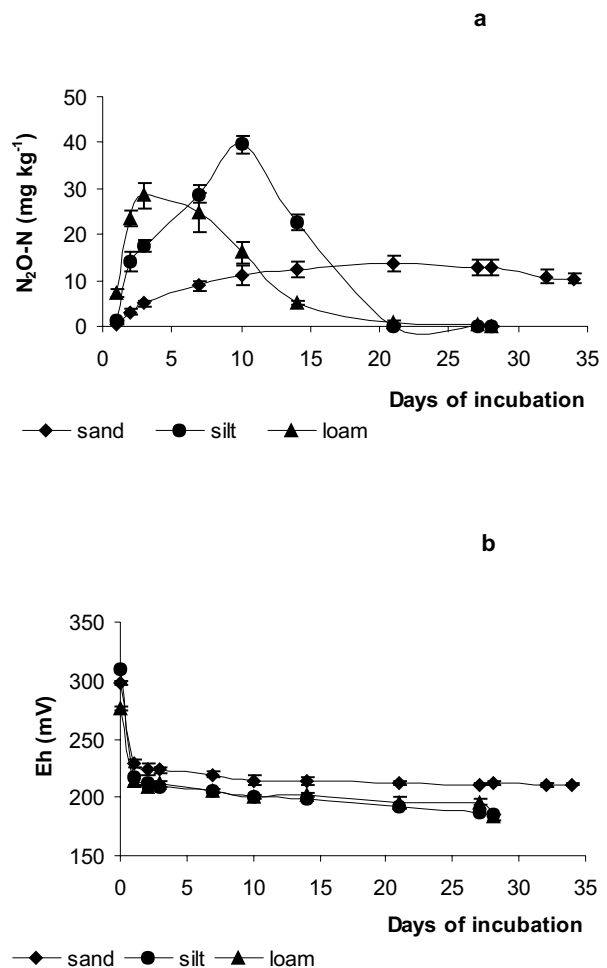 a
N₂O-N (mg kg⁻¹)
50
40
30
20
10
0
0 5 10 15 20 25 30 35
Days of incubation
sand silt loam
b
Eh (mV)
350
300
250
200
150
0 5 10 15 20 25 30 35
Days of incubation
sand silt loam